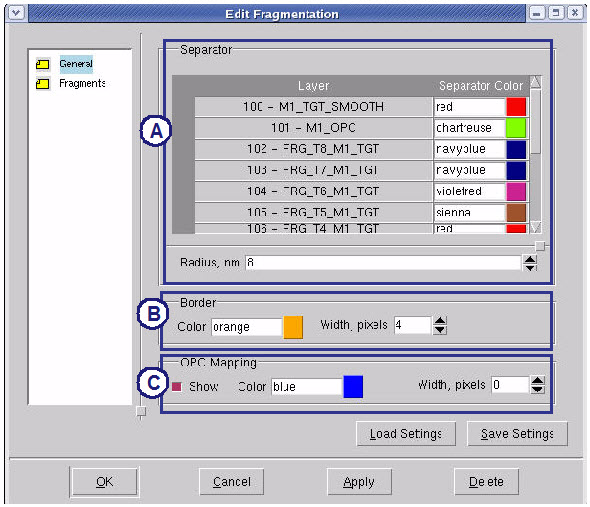 Edit Fragmentation
General
Fragments
A
Separator
Layer Separator Color
100 - M1_TGT_SMOOTH red
101 - M1_OPC chartreuse
102 - FRG_T8_M1_TGT navyblue
103 - FRG_T7_M1_TGT navyblue
104 - FRG_T6_M1_TGT violetred
105 - FRG_T5_M1_TGT sienna
106 - FRG_T4_M1_TGT red
Radius, nm 8
B
Border
Color orange Width, pixels 4
C
OPC Mapping
Show Color blue Width, pixels 0
Load Settings Save Settings
OK Cancel Apply Delete